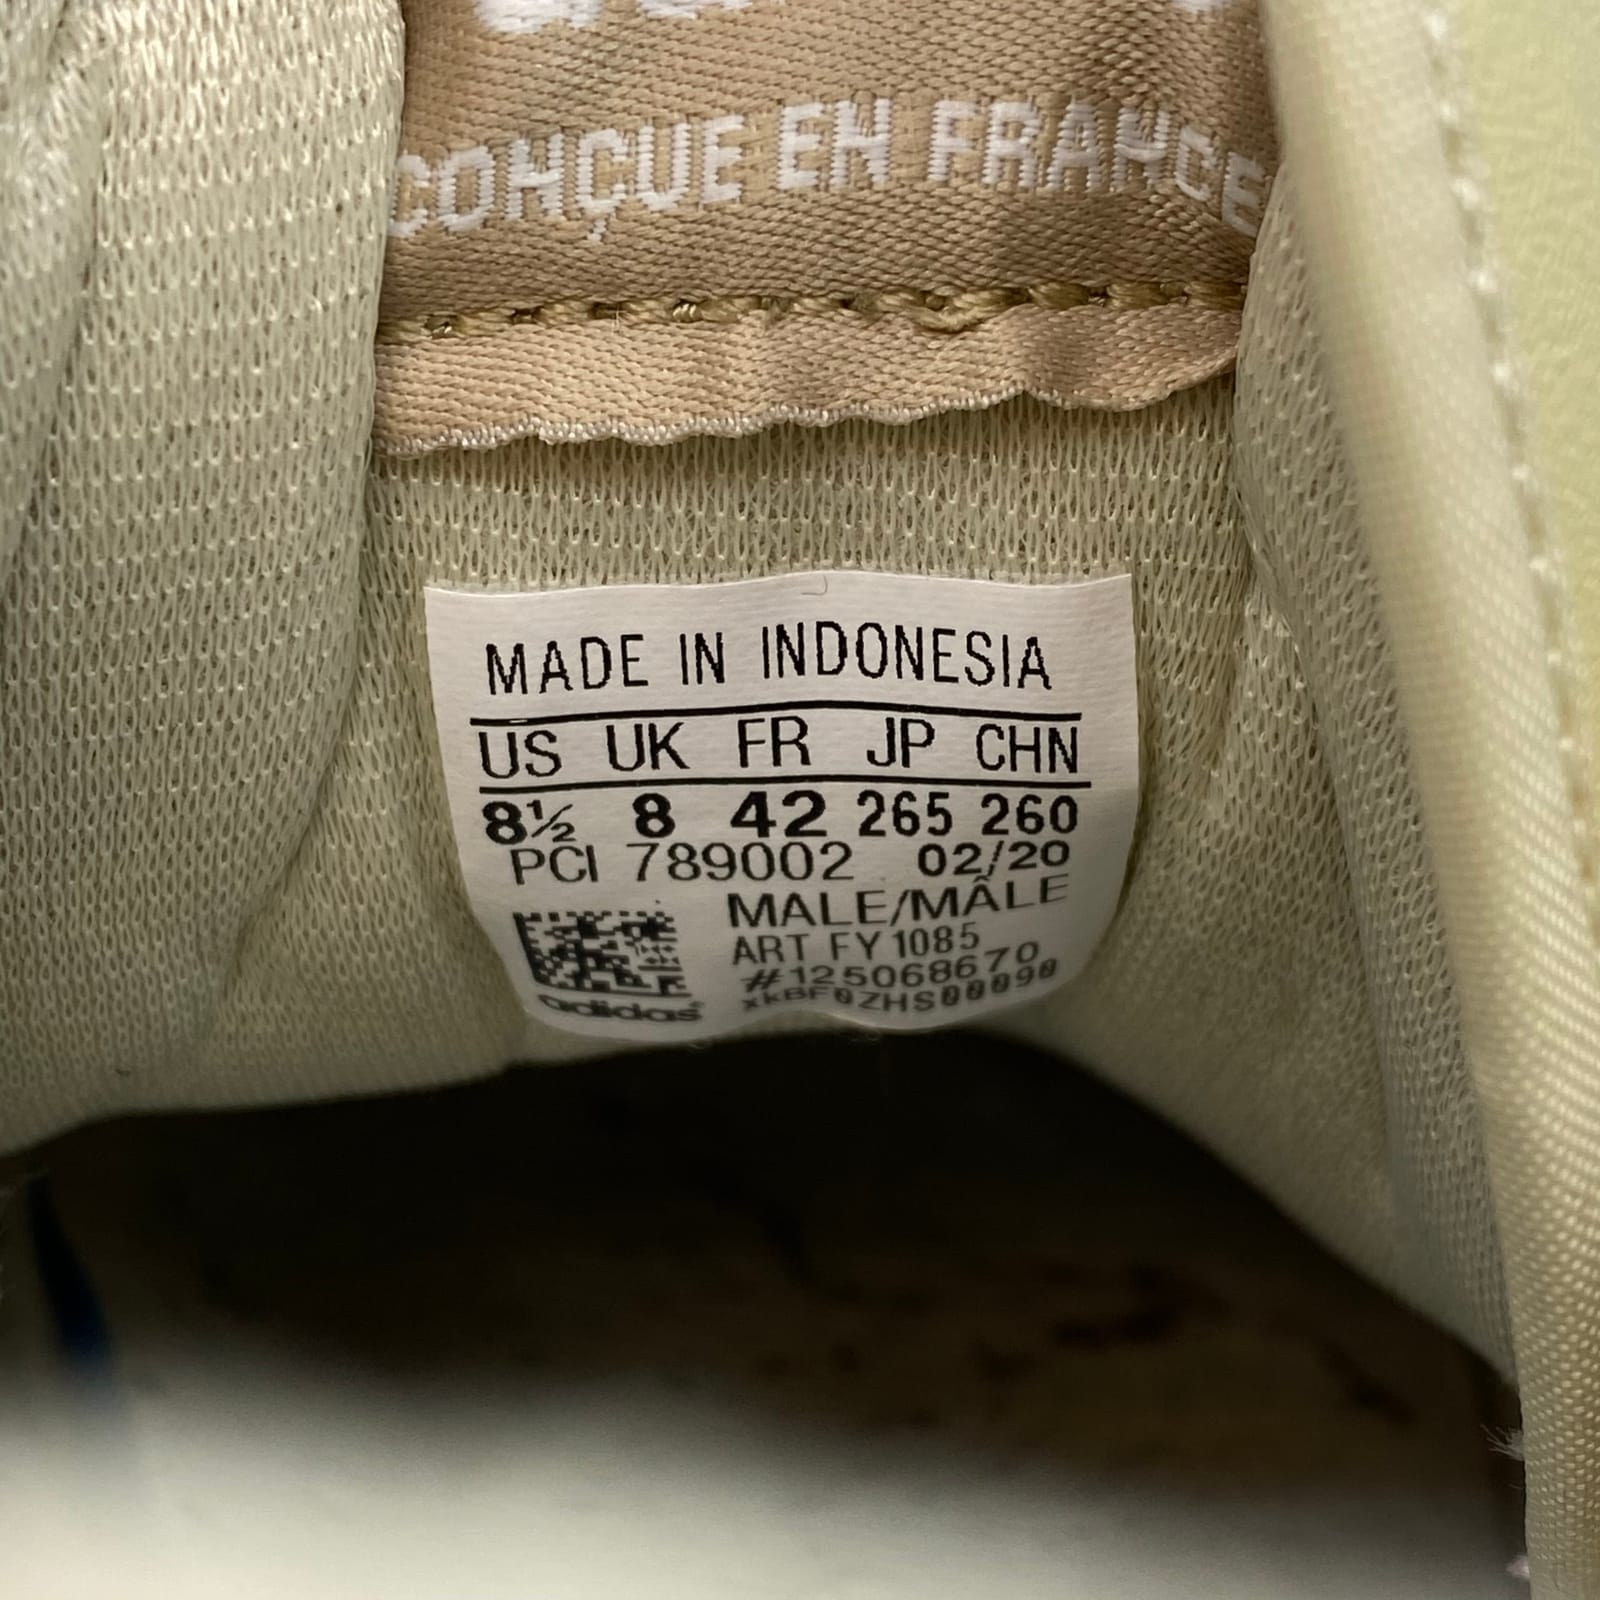 CONÇUE EN FRANCE
MADE IN INDONESIA
US UK FR JP CHN
8½ 8 42 265 260
PCI 789002 02/20
MALE/MÂLE
ART FY1085
#125068670
xkBF0ZHS00090
adidas®